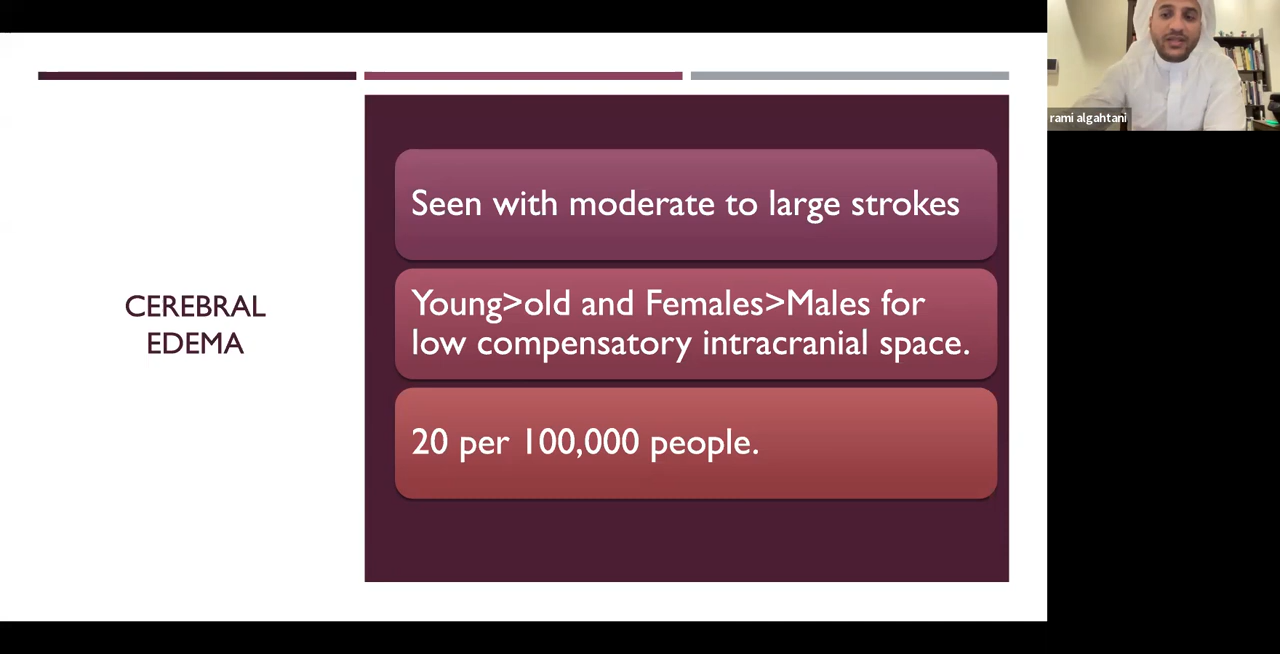 CEREBRAL
EDEMA
Seen with moderate to large strokes
Young>old and Females>Males for
low compensatory intracranial space.
20 per 100,000 people.
rami algahtani